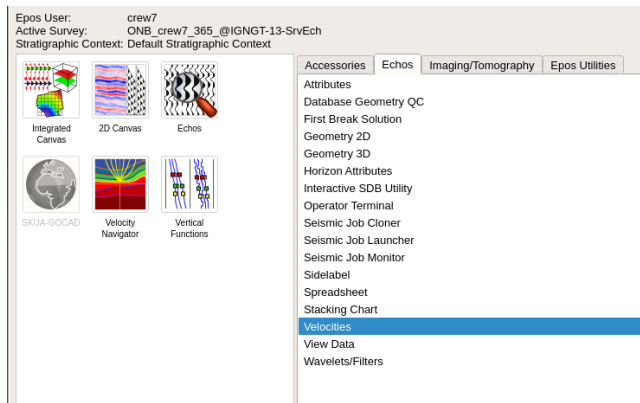 Epos User: crew7
Active Survey: ONB_crew7_365_@IGNGT-13-SrvEch
Stratigraphic Context: Default Stratigraphic Context
Integrated
Canvas
2D Canvas
Echos
SKUA-GOCAD
Velocity
Navigator
Vertical
Functions
Accessories Echos Imaging/Tomography Epos Utilities
Attributes
Database Geometry QC
First Break Solution
Geometry 2D
Geometry 3D
Horizon Attributes
Interactive SDB Utility
Operator Terminal
Seismic Job Cloner
Seismic Job Launcher
Seismic Job Monitor
Sidelabel
Spreadsheet
Stacking Chart
Velocities
View Data
Wavelets/Filters